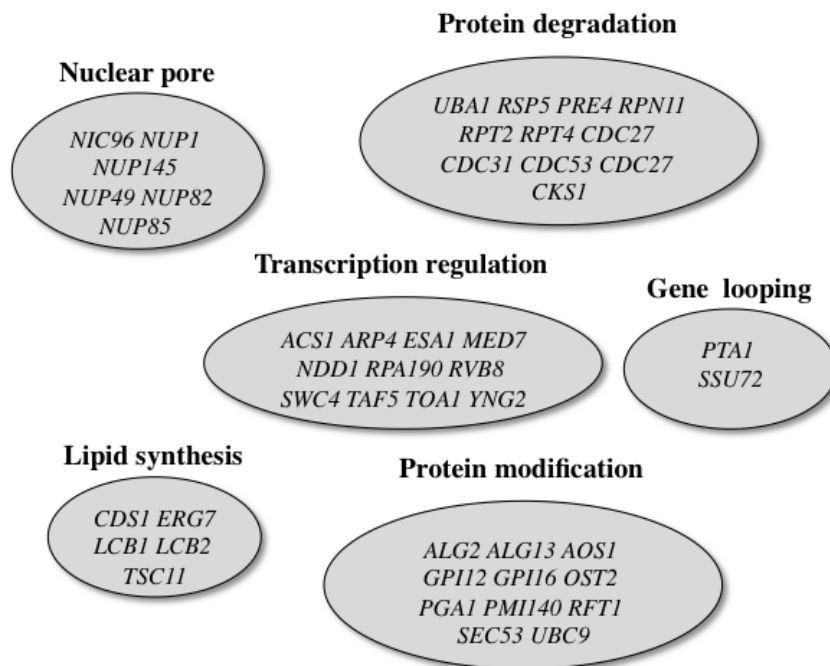 Protein degradation
UBA1 RSP5 PRE4 RPN11
RPT2 RPT4 CDC27
CDC31 CDC53 CDC27
CKS1
Nuclear pore
NIC96 NUP1
NUP145
NUP49 NUP82
NUP85
Transcription regulation
ACS1 ARP4 ESA1 MED7
NDD1 RPA190 RVB8
SWC4 TAF5 TOA1 YNG2
Gene looping
PTA1
SSU72
Lipid synthesis
CDS1 ERG7
LCB1 LCB2
TSC11
Protein modification
ALG2 ALG13 AOS1
GPI12 GPI16 OST2
PGA1 PMI140 RFT1
SEC53 UBC9